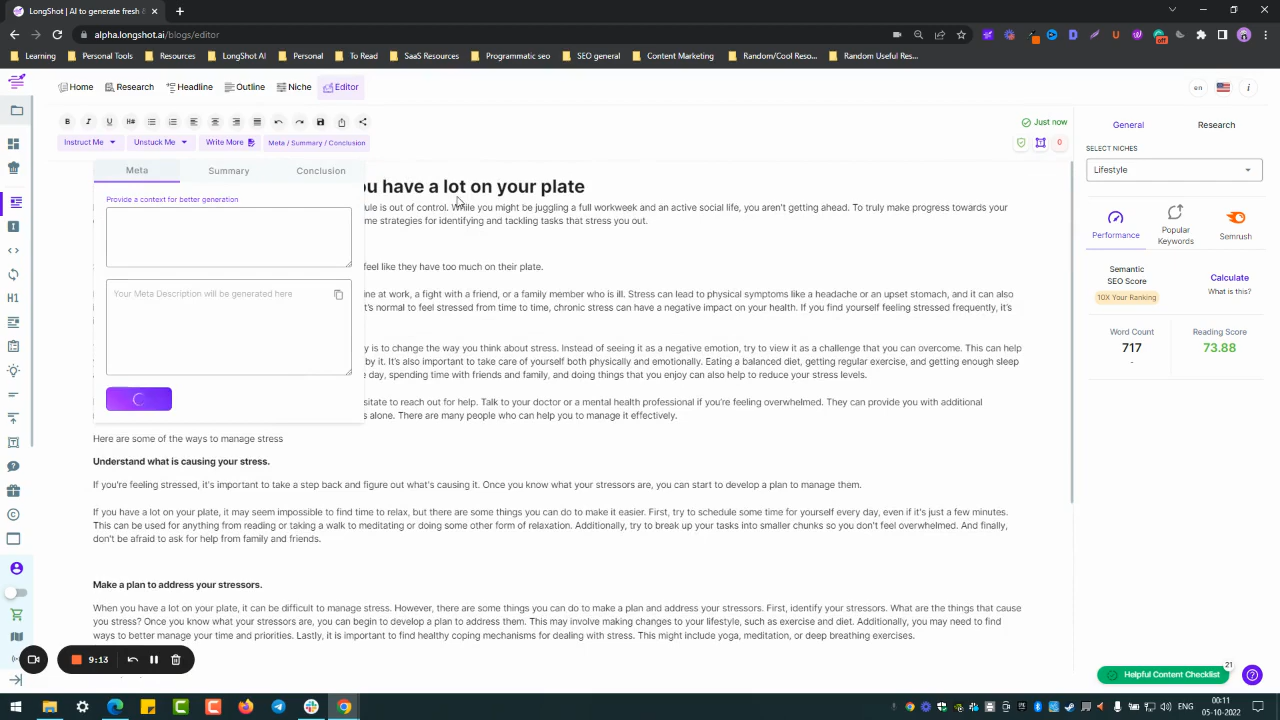 LongShot | AI to generate fresh &
alpha.longshot.ai/blogs/editor
Learning Personal Tools Resources LongShot AI Personal To Read SaaS Resources Programmatic seo SEO general Content Marketing Random/Cool Reso... Random Useful Res...
Home Research Headline Outline Niche Editor en i
B I U H# Just now General Research
Instruct Me Unstuck Me Write More Meta / Summary / Conclusion 0
SELECT NICHES
Meta Summary Conclusion Lifestyle
ou have a lot on your plate
Provide a context for better generation
ule is out of control. While you might be juggling a full workweek and an active social life, you aren't getting ahead. To truly make progress towards your
me strategies for identifying and tackling tasks that stress you out.
Performance Popular Keywords Semrush
feel like they have too much on their plate.
Semantic SEO Score 10X Your Ranking Calculate What is this?
Your Meta Description will be generated here
ne at work, a fight with a friend, or a family member who is ill. Stress can lead to physical symptoms like a headache or an upset stomach, and it can also
t's normal to feel stressed from time to time, chronic stress can have a negative impact on your health. If you find yourself feeling stressed frequently, it's
Word Count Reading Score
717 73.88
-
y is to change the way you think about stress. Instead of seeing it as a negative emotion, try to view it as a challenge that you can overcome. This can help
by it. It's also important to take care of yourself both physically and emotionally. Eating a balanced diet, getting regular exercise, and getting enough sleep
day, spending time with friends and family, and doing things that you enjoy can also help to reduce your stress levels.
sitate to reach out for help. Talk to your doctor or a mental health professional if you're feeling overwhelmed. They can provide you with additional
s alone. There are many people who can help you to manage it effectively.
Here are some of the ways to manage stress
Understand what is causing your stress.
If you're feeling stressed, it's important to take a step back and figure out what's causing it. Once you know what your stressors are, you can start to develop a plan to manage them.
If you have a lot on your plate, it may seem impossible to find time to relax, but there are some things you can do to make it easier. First, try to schedule some time for yourself every day, even if it's just a few minutes.
This can be used for anything from reading or taking a walk to meditating or doing some other form of relaxation. Additionally, try to break up your tasks into smaller chunks so you don't feel overwhelmed. And finally,
don't be afraid to ask for help from family and friends.
Make a plan to address your stressors.
When you have a lot on your plate, it can be difficult to manage stress. However, there are some things you can do to make a plan and address your stressors. First, identify your stressors. What are the things that cause
you stress? Once you know what your stressors are, you can begin to develop a plan to address them. This may involve making changes to your lifestyle, such as exercise and diet. Additionally, you may need to find
ways to better manage your time and priorities. Lastly, it is important to find healthy coping mechanisms for dealing with stress. This might include yoga, meditation, or deep breathing exercises.
9:13
21
Helpful Content Checklist
ENG 00:11
05-10-2022